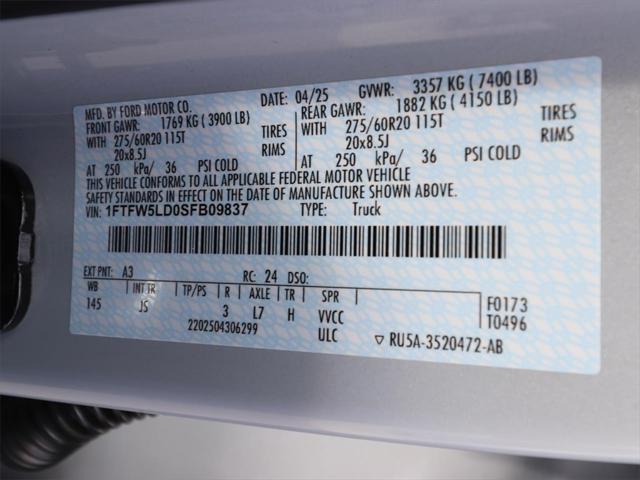 MFD. BY FORD MOTOR CO. DATE: 04/25 GVWR: 3357 KG ( 7400 LB)
FRONT GAWR: 1769 KG ( 3900 LB) REAR GAWR: 1882 KG ( 4150 LB)
WITH 275/60R20 115T TIRES WITH 275/60R20 115T TIRES
20x8.5J RIMS 20x8.5J RIMS
AT 250 kPa/ 36 PSI COLD AT 250 kPa/ 36 PSI COLD
THIS VEHICLE CONFORMS TO ALL APPLICABLE FEDERAL MOTOR VEHICLE
SAFETY STANDARDS IN EFFECT ON THE DATE OF MANUFACTURE SHOWN ABOVE.
VIN: 1FTFW5LD0SFB09837 TYPE: Truck
EXT PNT: A3 RC: 24 DSO:
WB INT TR TP/PS R AXLE TR SPR
145 JS 3 L7 H VVCC F0173
2202504306299 ULC T0496
▽ RU5A-3520472-AB